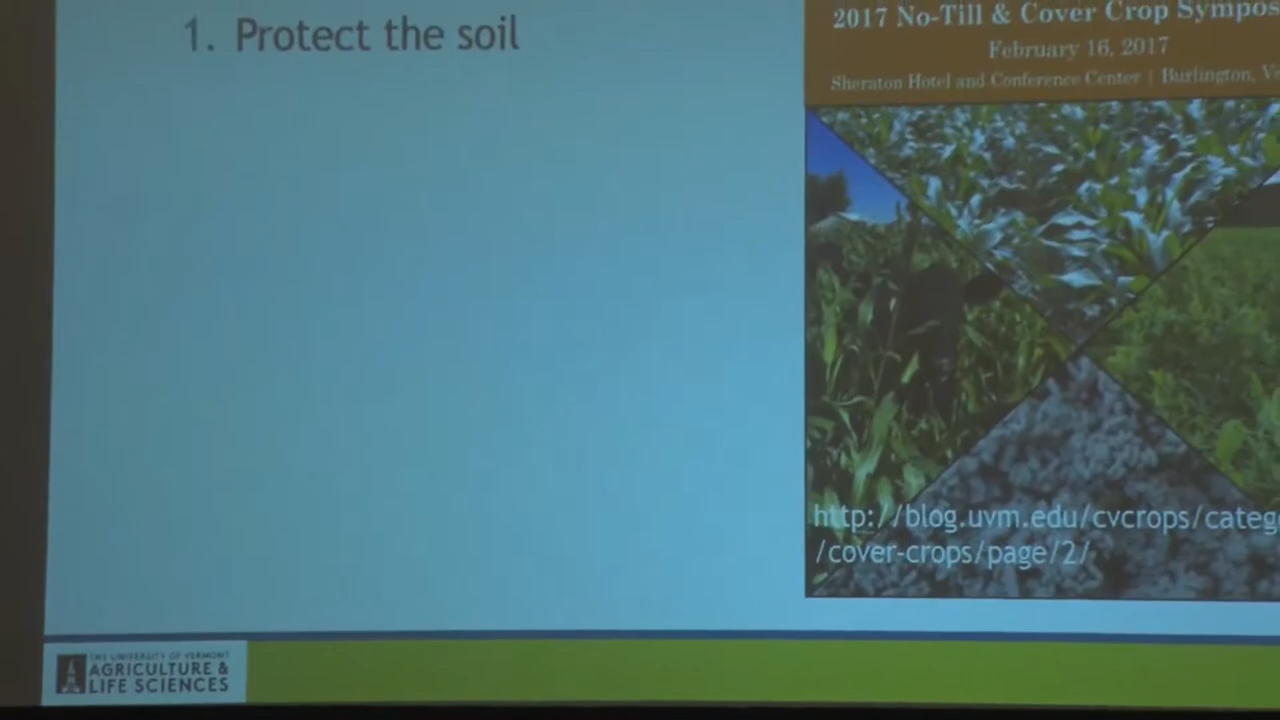 1. Protect the soil
2017 No-Till & Cover Crop Sympos
February 16, 2017
Sheraton Hotel and Conference Center | Burlington, V
http://blog.uvm.edu/cvcrops/categ
/cover-crops/page/2/
THE UNIVERSITY OF VERMONT
AGRICULTURE &
LIFE SCIENCES